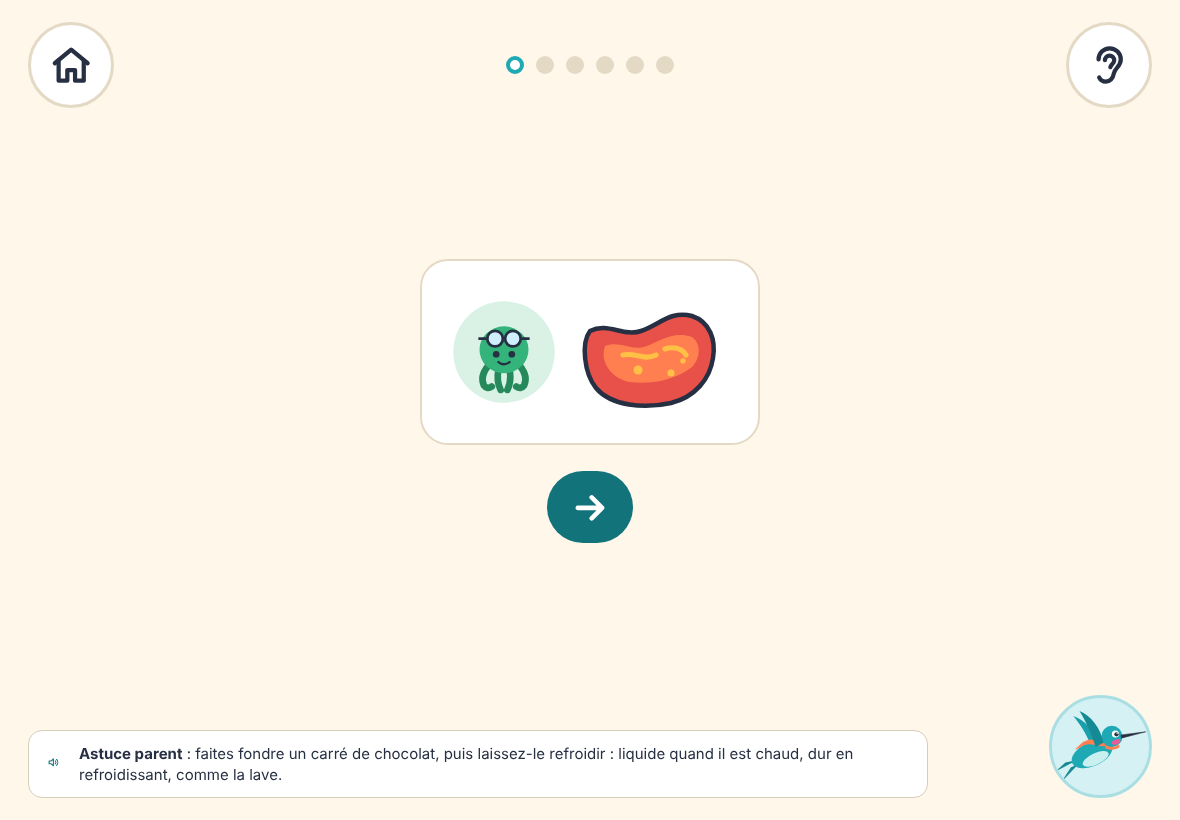 Astuce parent : faites fondre un carré de chocolat, puis laissez-le refroidir : liquide quand il est chaud, dur en
refroidissant, comme la lave.